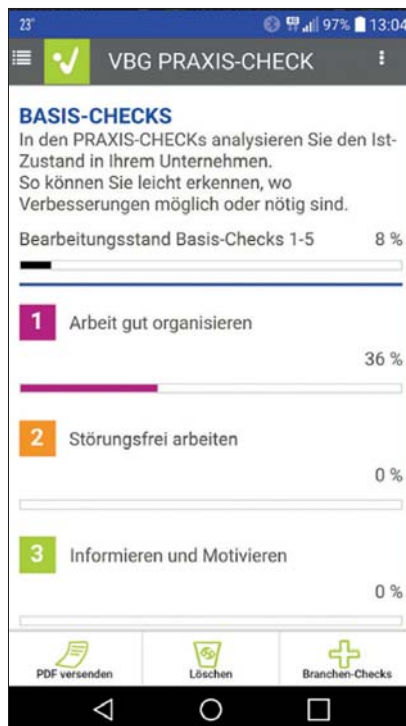 23°
97% 13:04
VBG PRAXIS-CHECK
BASIS-CHECKS
In den PRAXIS-CHECKs analysieren Sie den Ist-
Zustand in Ihrem Unternehmen.
So können Sie leicht erkennen, wo
Verbesserungen möglich oder nötig sind.
Bearbeitungsstand Basis-Checks 1-5 8 %
1 Arbeit gut organisieren
36 %
2 Störungsfrei arbeiten
0 %
3 Informieren und Motivieren
0 %
PDF versenden Löschen Branchen-Checks